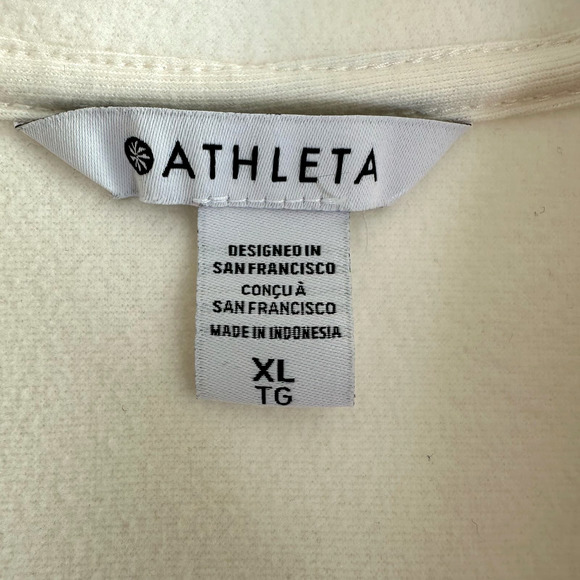 ATHLETA
DESIGNED IN
SAN FRANCISCO
CONÇU À
SAN FRANCISCO
MADE IN INDONESIA
XL
TG